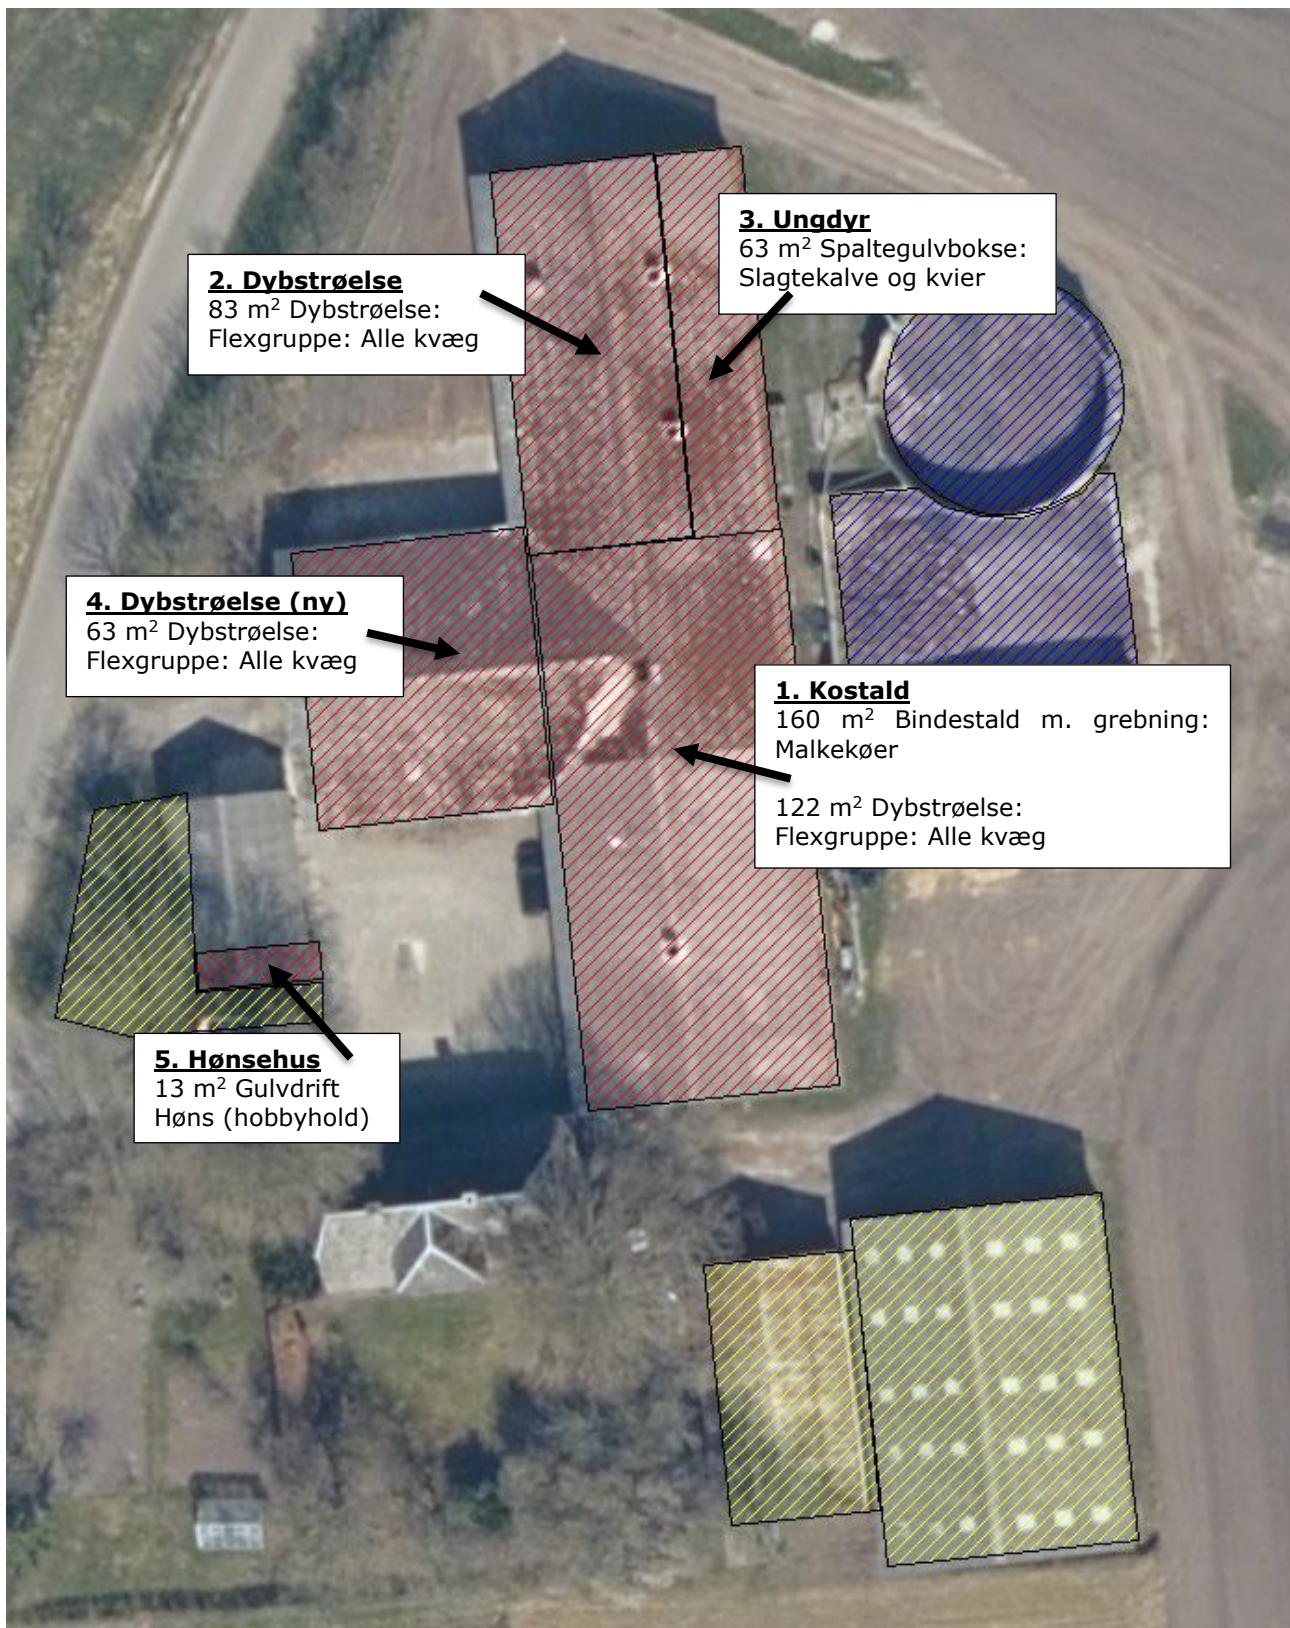 3. Ungdyr
63 m² Spaltegulvbokse:
Slagtekalve og kvier
2. Dybstrøelse
83 m² Dybstrøelse:
Flexgruppe: Alle kvæg
4. Dybstrøelse (ny)
63 m² Dybstrøelse:
Flexgruppe: Alle kvæg
1. Kostald
160 m² Bindestald m. grebning:
Malkekøer
122 m² Dybstrøelse:
Flexgruppe: Alle kvæg
5. Hønsehus
13 m² Gulvdrift
Høns (hobbyhold)